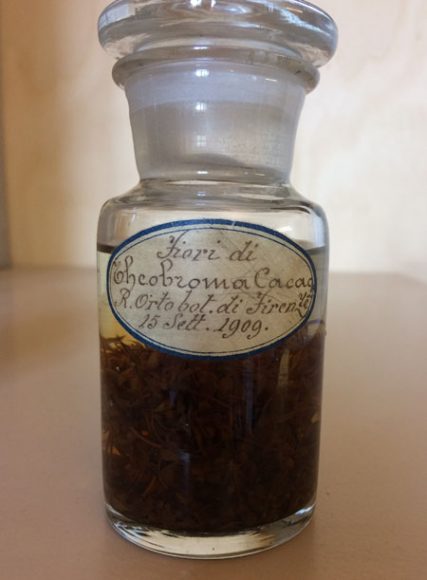 Fiori di
Theobroma Cacao
R. Orto bot. di Firenze
15 Sett. 1909.